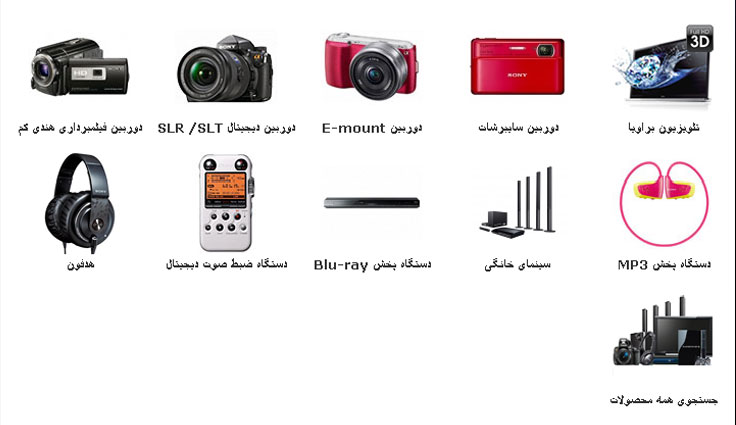 FULL HD
3D
تلویزیون براویا
SONY
دوربین سایبرشات
دوربین E-mount
SONY
دوربین دیجیتال SLR /SLT
HD
دوربین فیلمبرداری هندی کم
دستگاه پخش MP3
سینمای خانگی
دستگاه پخش Blu-ray
دستگاه ضبط صوت دیجیتال
هدفون
جستجوی همه محصولات